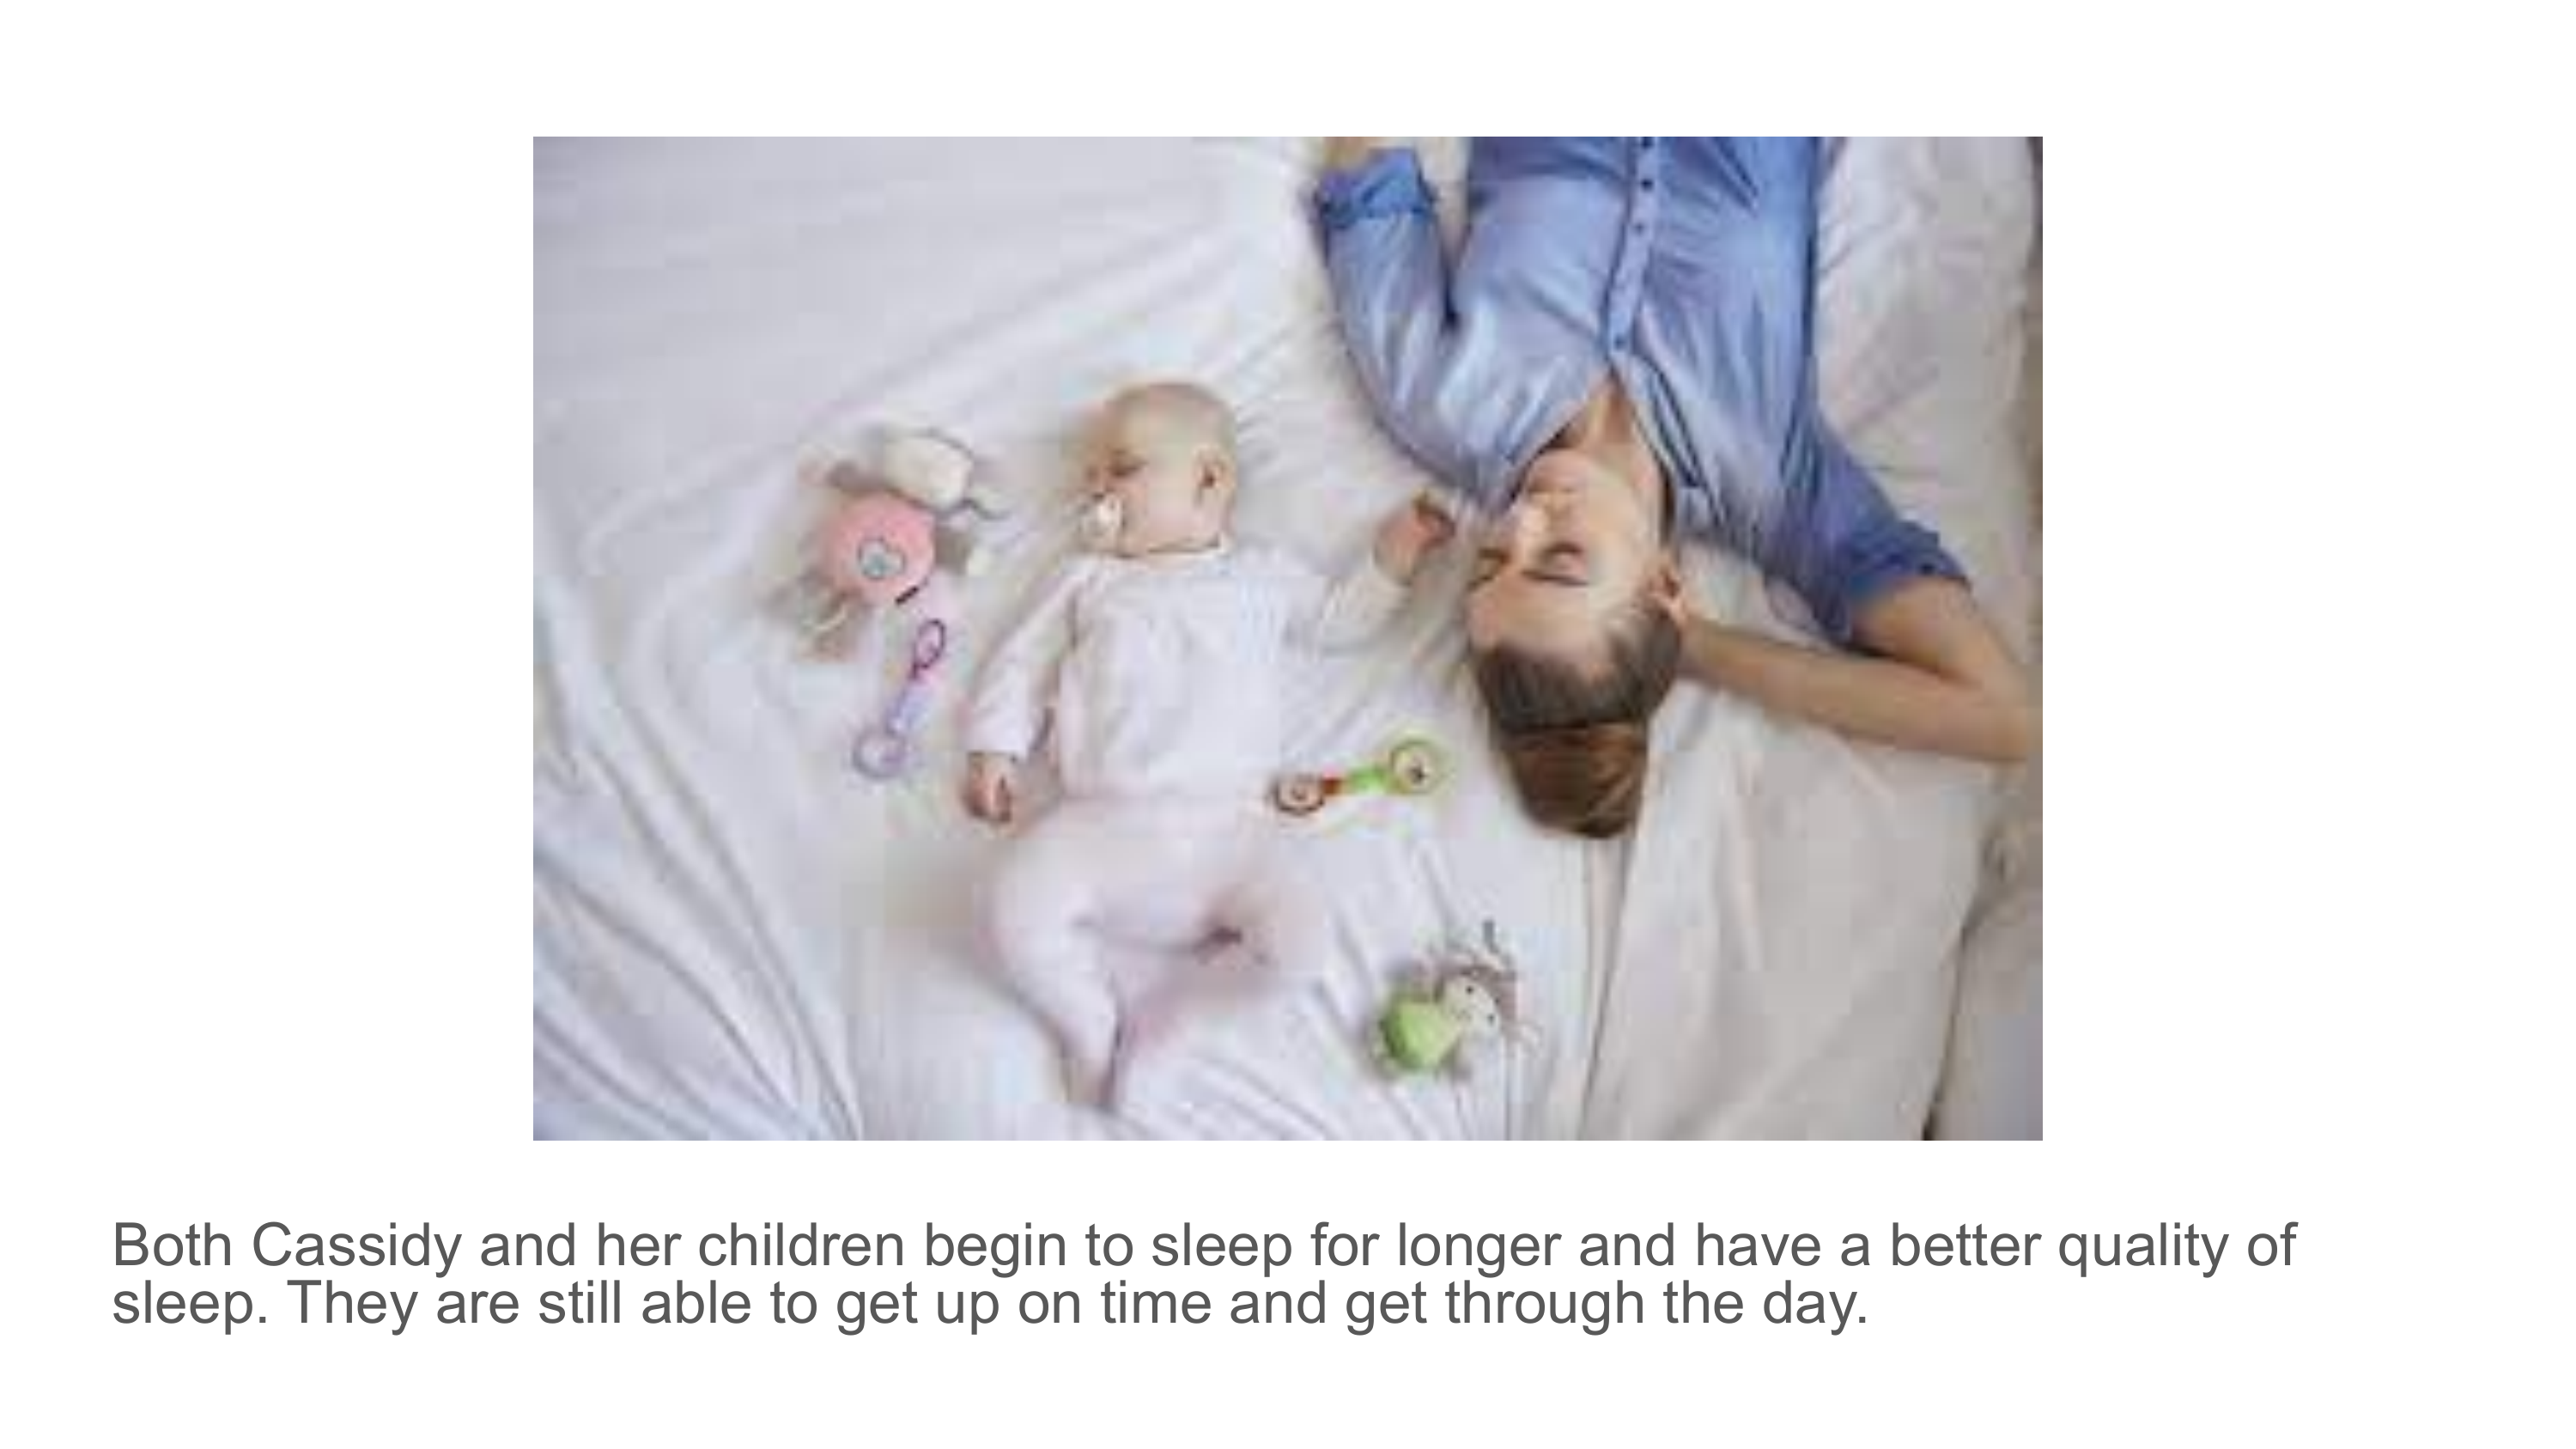 Both Cassidy and her children begin to sleep for longer and have a better quality of
sleep. They are still able to get up on time and get through the day.